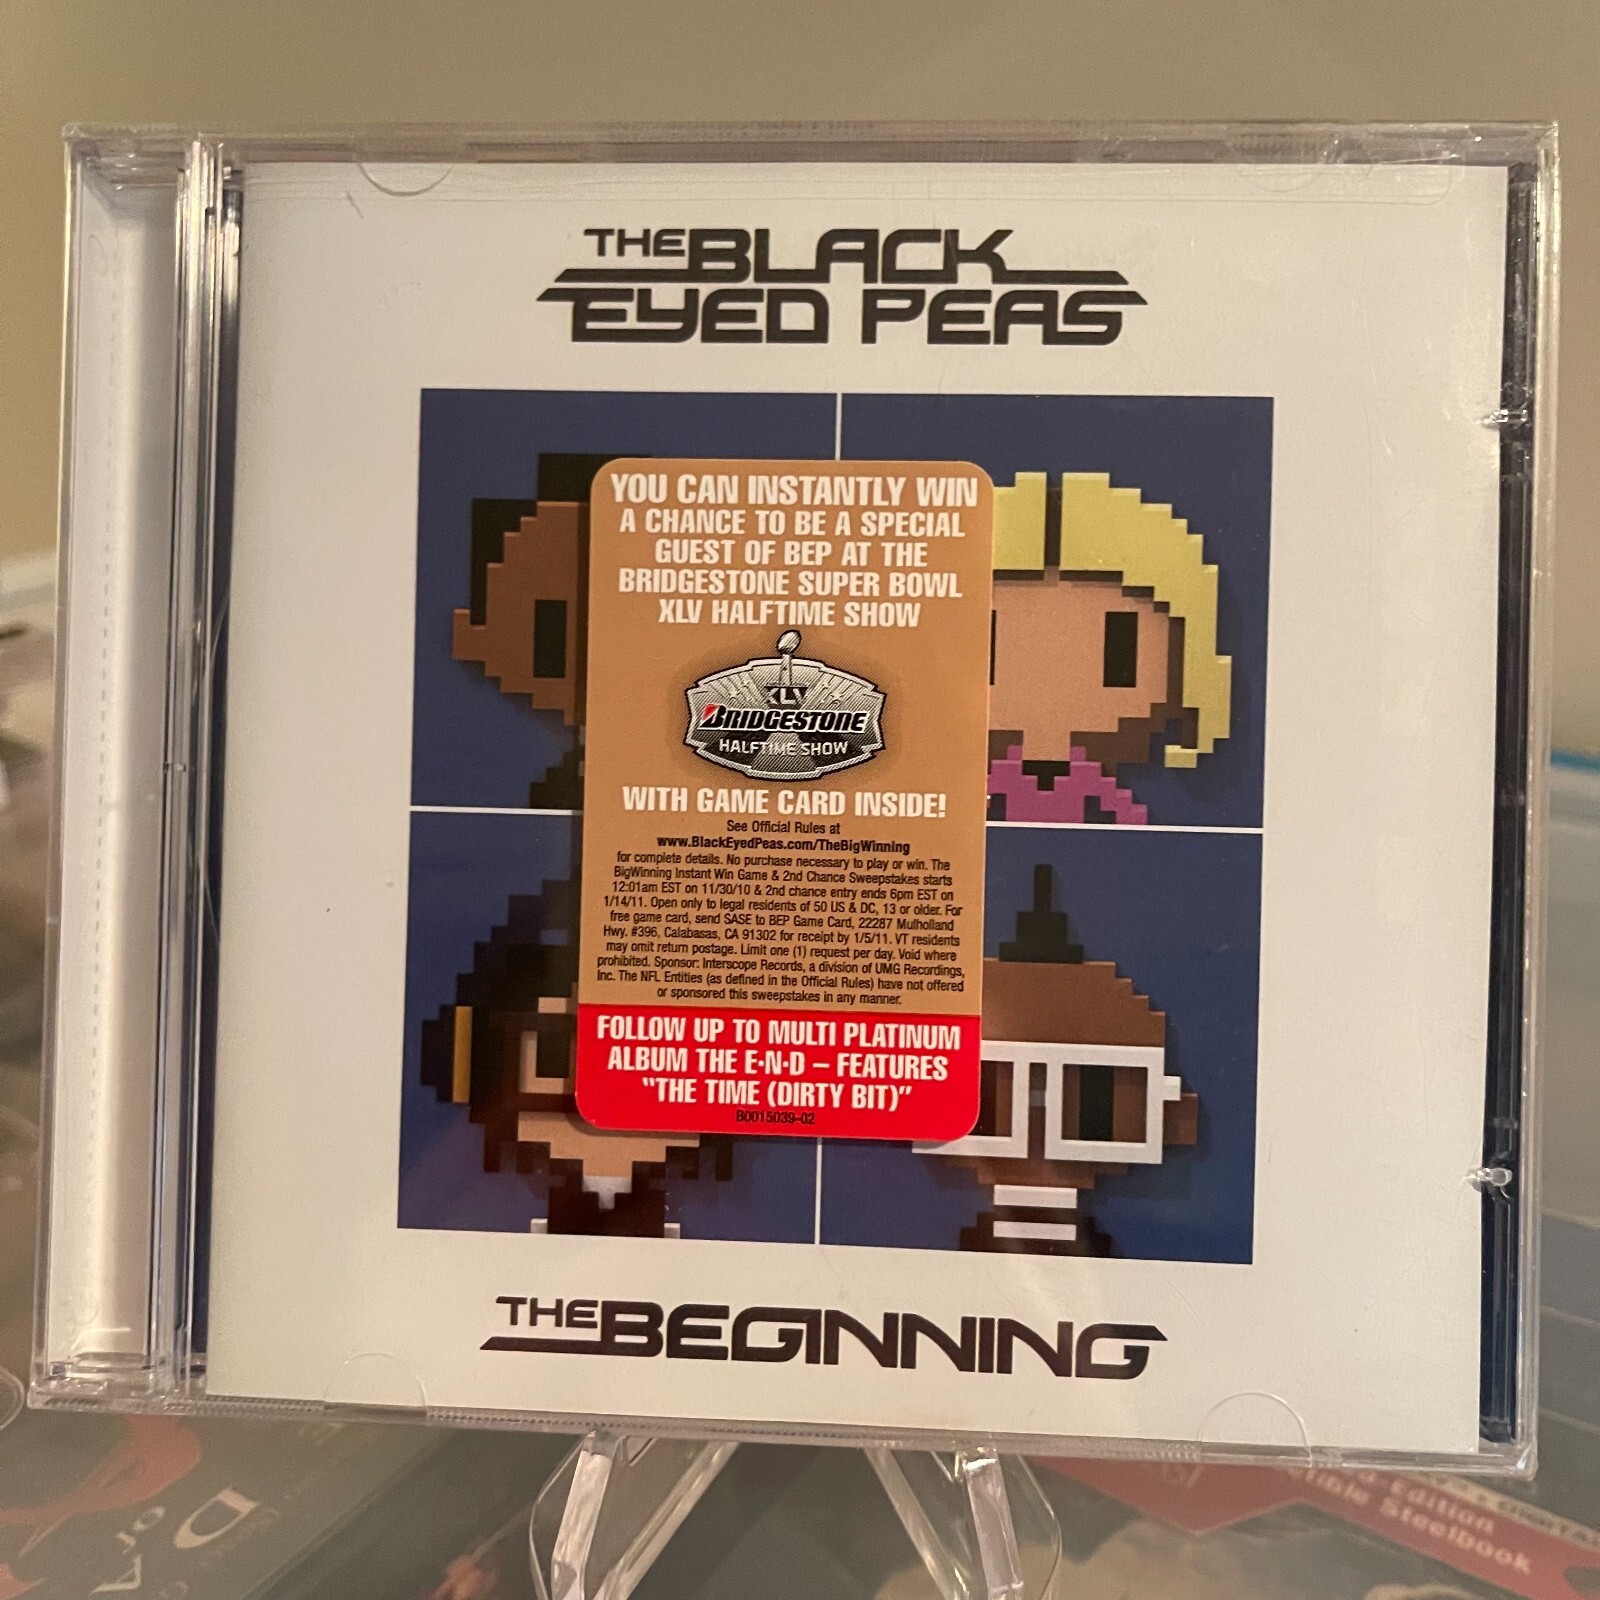 THE BLACK
EYED PEAS
YOU CAN INSTANTLY WIN
A CHANCE TO BE A SPECIAL
GUEST OF BEP AT THE
BRIDGESTONE SUPER BOWL
XLV HALFTIME SHOW
XLV
BRIDGESTONE
HALFTIME SHOW
WITH GAME CARD INSIDE!
See Official Rules at
www.BlackEyedPeas.com/TheBigWinning
for complete details. No purchase necessary to play or win. The
BigWinning Instant Win Game & 2nd Chance Sweepstakes starts
12:01am EST on 11/30/10 & 2nd chance entry ends 6pm EST on
1/14/11. Open only to legal residents of 50 US & DC, 13 or older. For
free game card, send SASE to BEP Game Card, 22287 Mulholland
Hwy. #396, Calabasas, CA 91302 for receipt by 1/5/11. VT residents
may omit return postage. Limit one (1) request per day. Void where
prohibited. Sponsor: Interscope Records, a division of UMG Recordings,
Inc. The NFL Entities (as defined in the Official Rules) have not offered
or sponsored this sweepstakes in any manner.
FOLLOW UP TO MULTI PLATINUM
ALBUM THE E•N•D – FEATURES
"THE TIME (DIRTY BIT)"
B0015039-02
THE BEGINNING
Edition
Steelbook